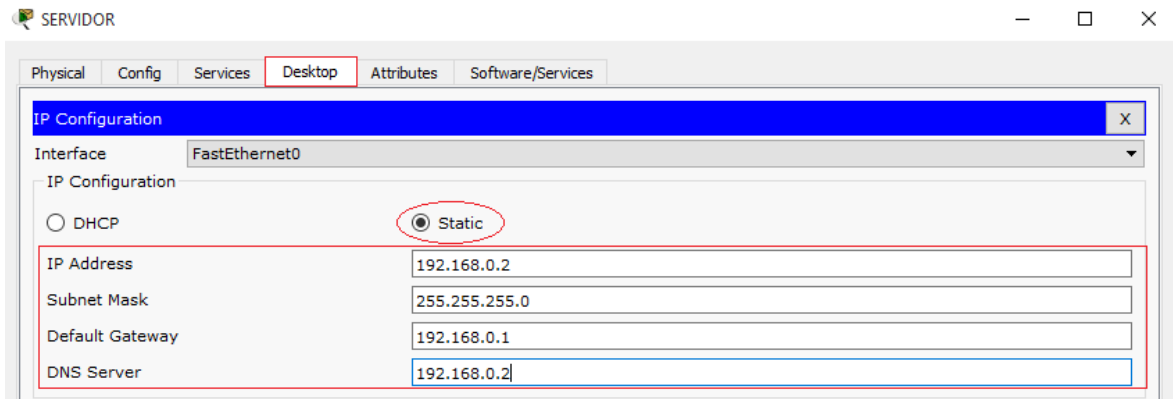 SERVIDOR
Physical Config Services Desktop Attributes Software/Services
IP Configuration X
Interface FastEthernet0
IP Configuration
DHCP Static
IP Address 192.168.0.2
Subnet Mask 255.255.255.0
Default Gateway 192.168.0.1
DNS Server 192.168.0.2